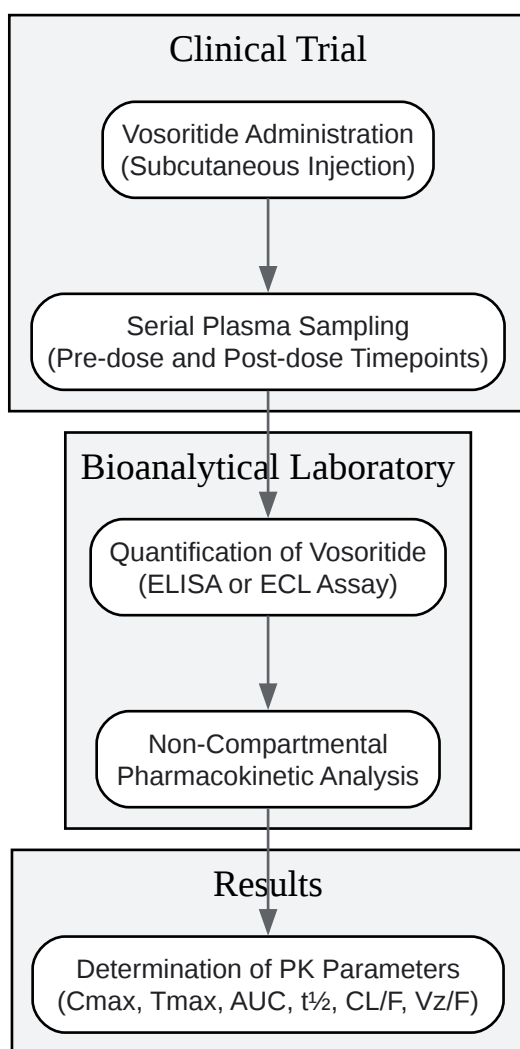 Clinical Trial
Vosoritide Administration
(Subcutaneous Injection)
Serial Plasma Sampling
(Pre-dose and Post-dose Timepoints)
Bioanalytical Laboratory
Quantification of Vosoritide
(ELISA or ECL Assay)
Non-Compartmental
Pharmacokinetic Analysis
Results
Determination of PK Parameters
(Cmax, Tmax, AUC, t½, CL/F, Vz/F)